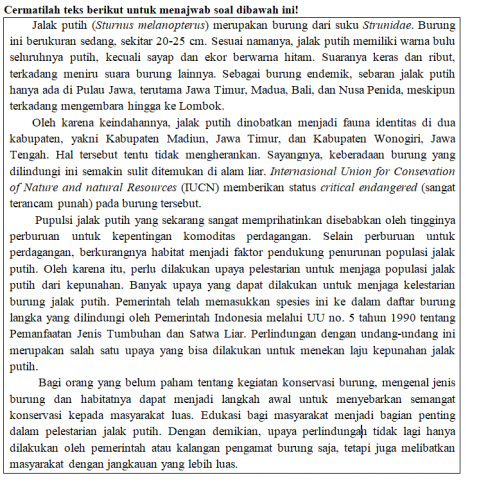 Cermatilah teks berikut untuk menajwab soal dibawah ini!
Jalak putih (Sturnus melanopterus) merupakan burung dari suku Strunidae. Burung
ini berukuran sedang, sekitar 20-25 cm. Sesuai namanya, jalak putih memiliki warna bulu
seluruhnya putih, kecuali sayap dan ekor berwarna hitam. Suaranya keras dan ribut,
terkadang meniru suara burung lainnya. Sebagai burung endemik, sebaran jalak putih
hanya ada di Pulau Jawa, terutama Jawa Timur, Madua, Bali, dan Nusa Penida, meskipun
terkadang mengembara hingga ke Lombok.
Oleh karena keindahannya, jalak putih dinobatkan menjadi fauna identitas di dua
kabupaten, yakni Kabupaten Madiun, Jawa Timur, dan Kabupaten Wonogiri, Jawa
Tengah. Hal tersebut tentu tidak mengherankan. Sayangnya, keberadaan burung yang
dilindungi ini semakin sulit ditemukan di alam liar. Internasional Union for Consevation
of Nature and natural Resources (IUCN) memberikan status critical endangered (sangat
terancam punah) pada burung tersebut.
Pupulsi jalak putih yang sekarang sangat memprihatinkan disebabkan oleh tingginya
perburuan untuk kepentingan komoditas perdagangan. Selain perburuan untuk
perdagangan, berkurangnya habitat menjadi faktor pendukung penurunan populasi jalak
putih. Oleh karena itu, perlu dilakukan upaya pelestarian untuk menjaga populasi jalak
putih dari kepunahan. Banyak upaya yang dapat dilakukan untuk menjaga kelestarian
burung jalak putih. Pemerintah telah memasukkan spesies ini ke dalam daftar burung
langka yang dilindungi oleh Pemerintah Indonesia melalui UU no. 5 tahun 1990 tentang
Pemanfaatan Jenis Tumbuhan dan Satwa Liar. Perlindungan dengan undang-undang ini
merupakan salah satu upaya yang bisa dilakukan untuk menekan laju kepunahan jalak
putih.
Bagi orang yang belum paham tentang kegiatan konservasi burung, mengenal jenis
burung dan habitatnya dapat menjadi langkah awal untuk menyebarkan semangat
konservasi kepada masyarakat luas. Edukasi bagi masyarakat menjadi bagian penting
dalam pelestarian jalak putih. Dengan demikian, upaya perlindungan tidak lagi hanya
dilakukan oleh pemerintah atau kalangan pengamat burung saja, tetapi juga melibatkan
masyarakat dengan jangkauan yang lebih luas.